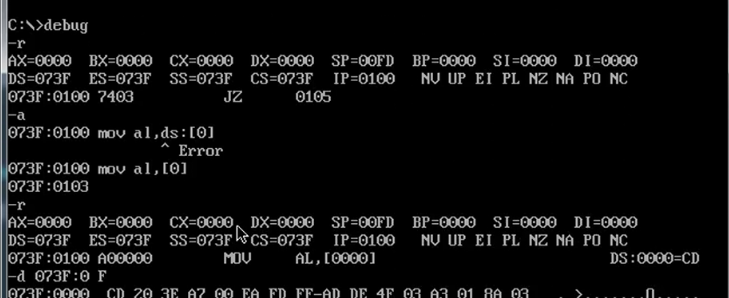 C:\>debug
-r
AX=0000  BX=0000  CX=0000  DX=0000  SP=00FD  BP=0000  SI=0000  DI=0000
DS=073F  ES=073F  SS=073F  CS=073F  IP=0100   NV UP EI PL NZ NA PO NC
073F:0100 7403          JZ      0105
-a
073F:0100 mov al,ds:[0]
                  ^ Error
073F:0100 mov al,[0]
073F:0103
-r
AX=0000  BX=0000  CX=0000  DX=0000  SP=00FD  BP=0000  SI=0000  DI=0000
DS=073F  ES=073F  SS=073F  CS=073F  IP=0100   NV UP EI PL NZ NA PO NC
073F:0100 A00000        MOV     AL,[0000]                          DS:0000=CD
-d 073F:0 F
073F:0000  CD 20 3E A7 00 EA FD FF-AD DE 4F 03 A3 01 8A 03